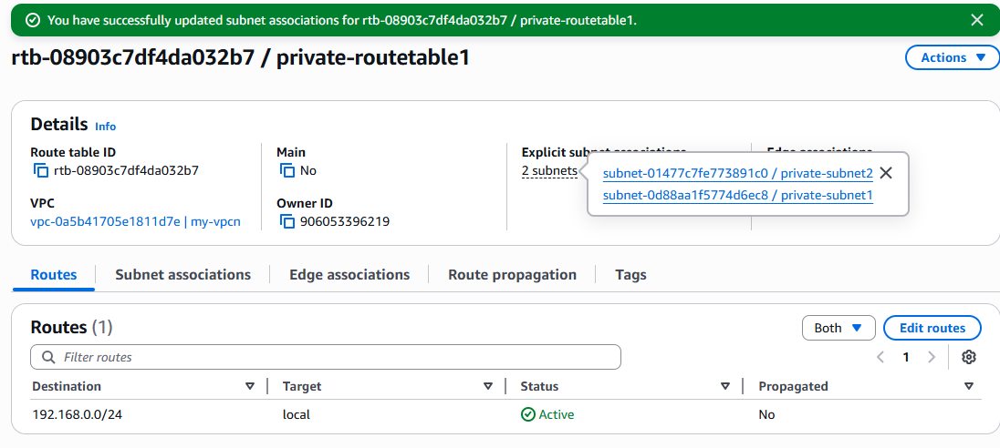 You have successfully updated subnet associations for rtb-08903c7df4da032b7 / private-routetable1.
rtb-08903c7df4da032b7 / private-routetable1
Actions
Details Info
Route table ID
rtb-08903c7df4da032b7
Main
No
Explicit subnet associations
2 subnets
Edge associations
subnet-01477c7fe773891c0 / private-subnet2
subnet-0d88aa1f5774d6ec8 / private-subnet1
VPC
vpc-0a5b41705e1811d7e | my-vpcn
Owner ID
906053396219
Routes Subnet associations Edge associations Route propagation Tags
Routes (1)
Both
Edit routes
Filter routes
1
Destination Target Status Propagated
192.168.0.0/24 local Active No